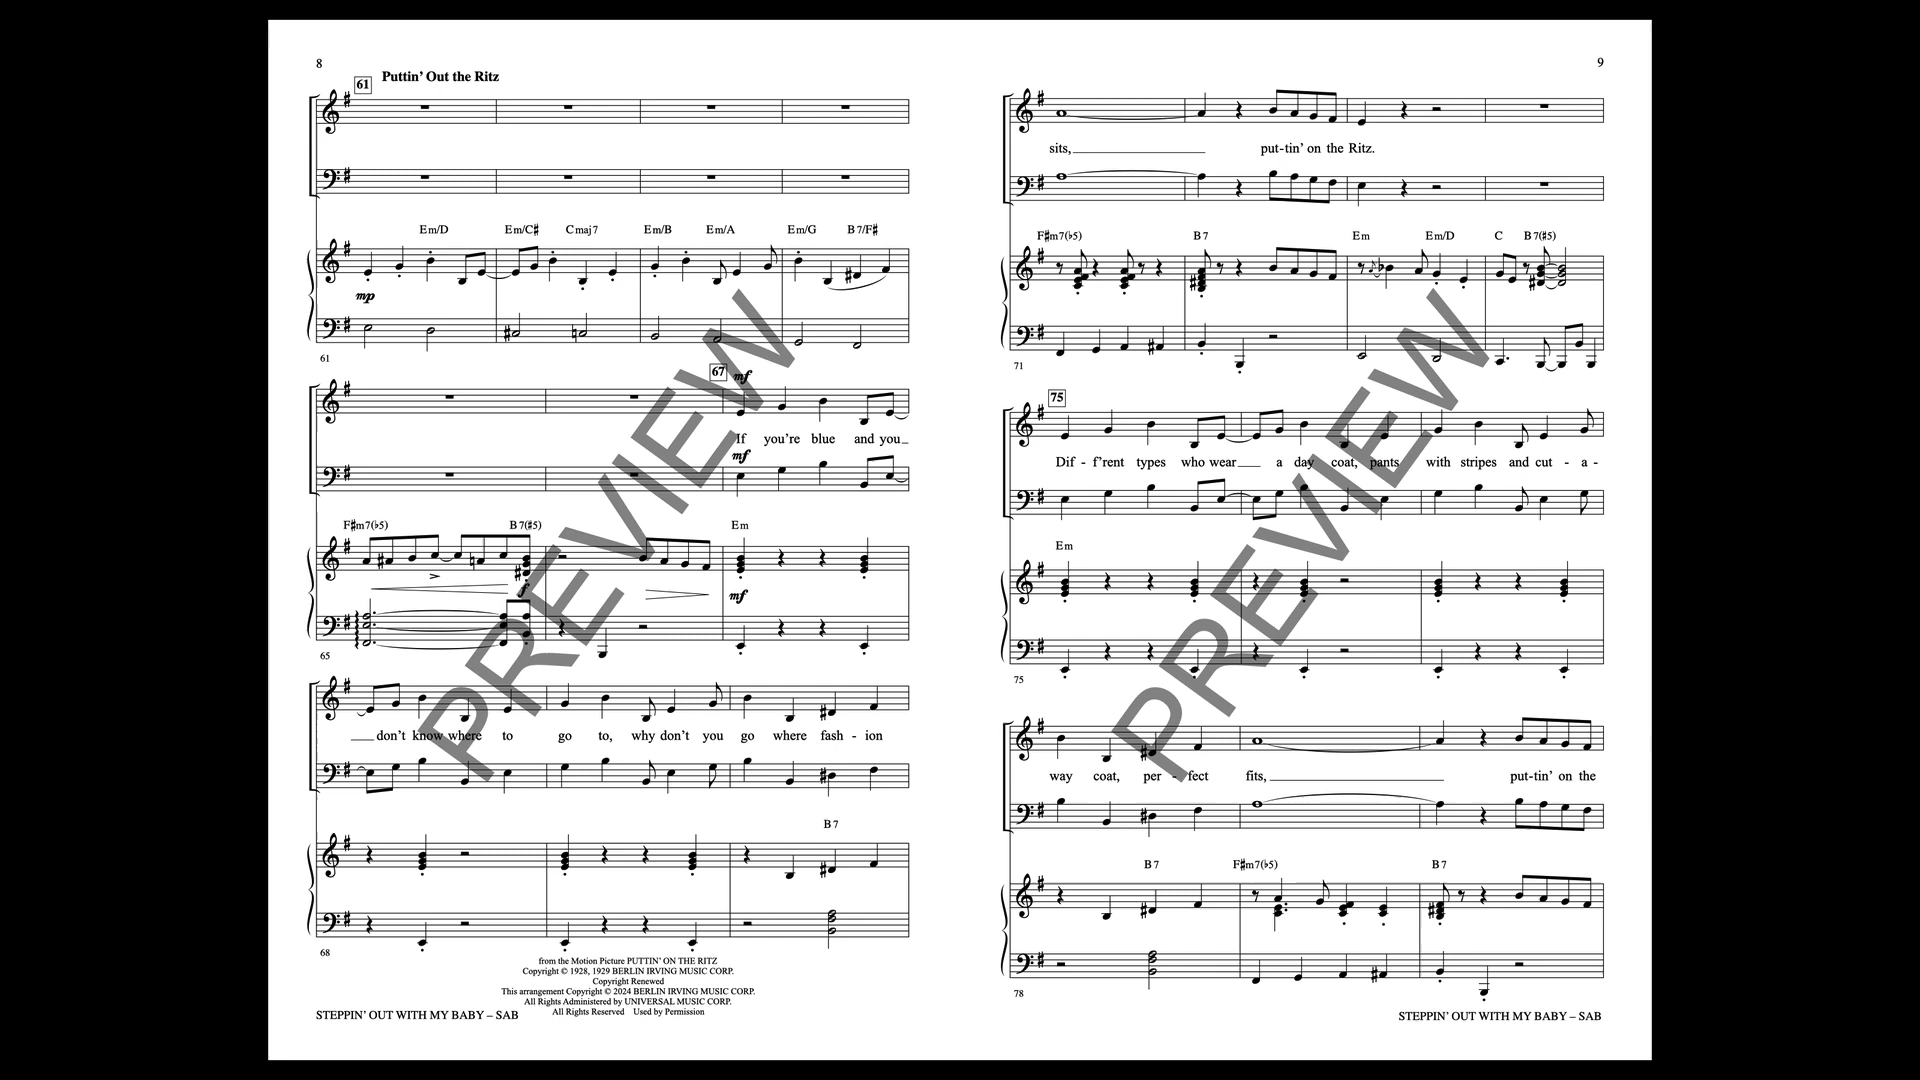 8
61 Puttin' Out the Ritz
Em/D Em/C♯ Cmaj7 Em/B Em/A Em/G B7/F♯
mp
61
67 mf
If you're blue and you
mf
F♯m7(♭5) B7(♯5) Em
f mf
65
don't know where to go to, why don't you go where fash - ion
B7
68
from the Motion Picture PUTTIN' ON THE RITZ
Copyright © 1928, 1929 BERLIN IRVING MUSIC CORP.
Copyright Renewed
This arrangement Copyright © 2024 BERLIN IRVING MUSIC CORP.
All Rights Administered by UNIVERSAL MUSIC CORP.
All Rights Reserved Used by Permission
STEPPIN' OUT WITH MY BABY – SAB
PREVIEW
9
sits, put-tin' on the Ritz.
F♯m7(♭5) B7 Em Em/D C B7(♯5)
71
75
Dif - f'rent types who wear a day coat, pants with stripes and cut - a -
Em
75
way coat, per - fect fits, put-tin' on the
B7 F♯m7(♭5) B7
78
STEPPIN' OUT WITH MY BABY – SAB
PREVIEW